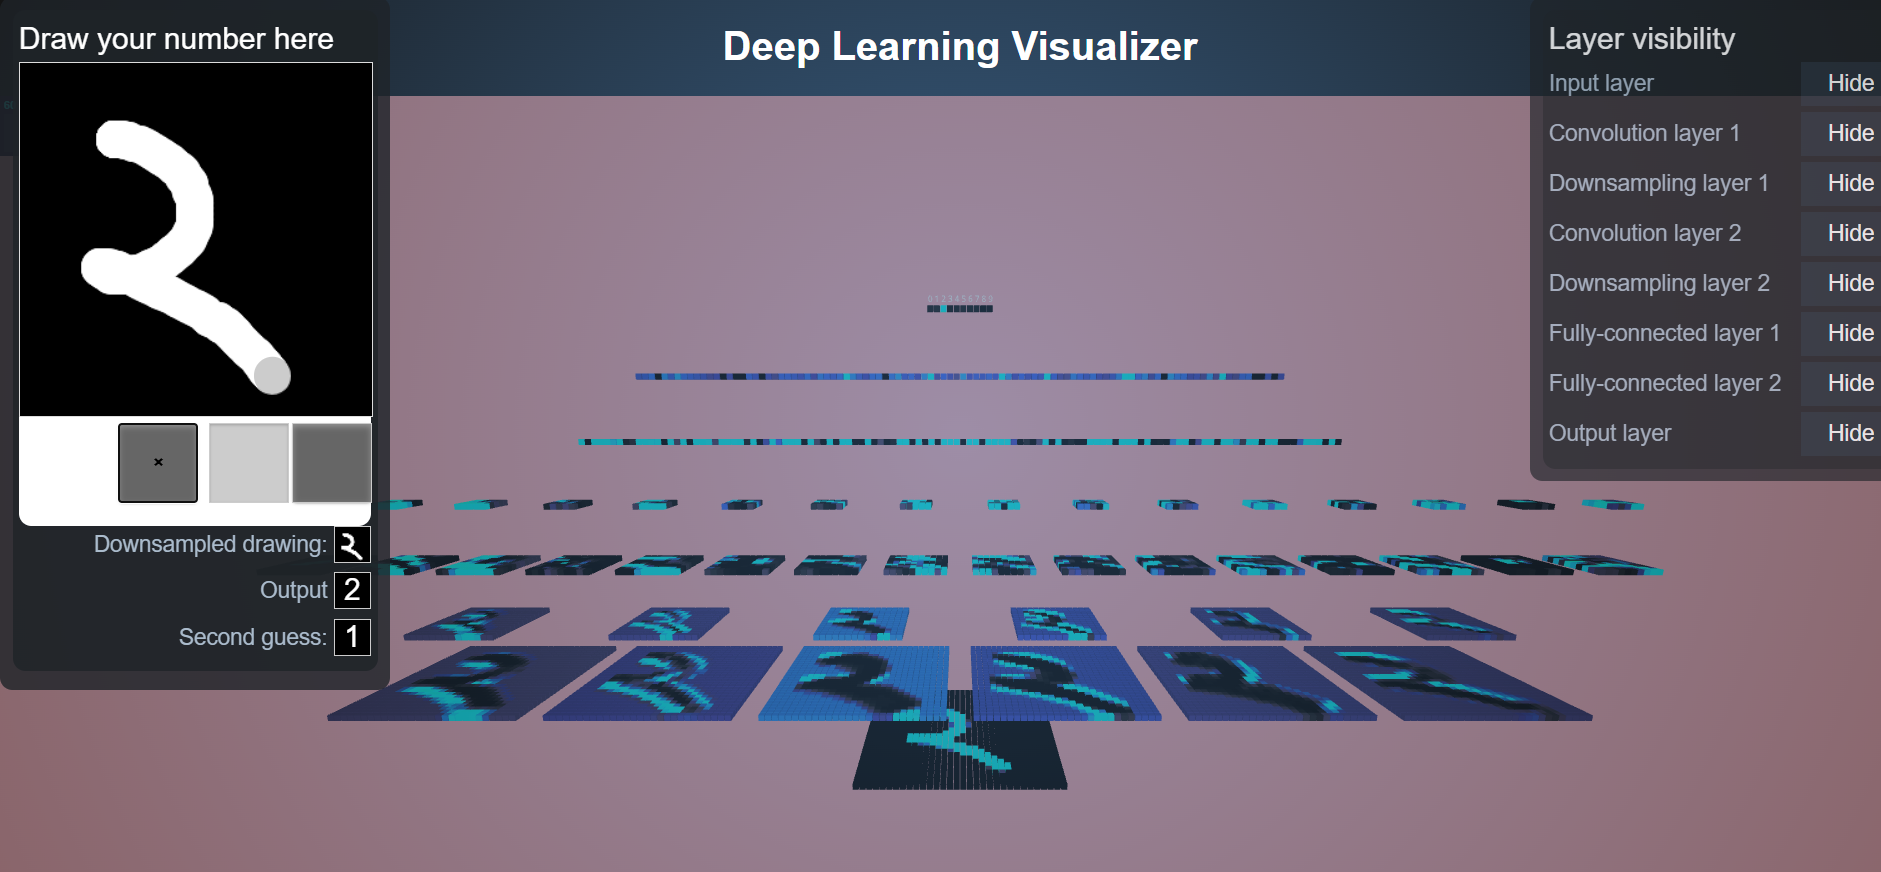 Draw your number here
Deep Learning Visualizer
Layer visibility
Input layer Hide
Convolution layer 1 Hide
Downsampling layer 1 Hide
Convolution layer 2 Hide
Downsampling layer 2 Hide
Fully-connected layer 1 Hide
Fully-connected layer 2 Hide
Output layer Hide
0123456789
×
Downsampled drawing: २
Output 2
Second guess: 1